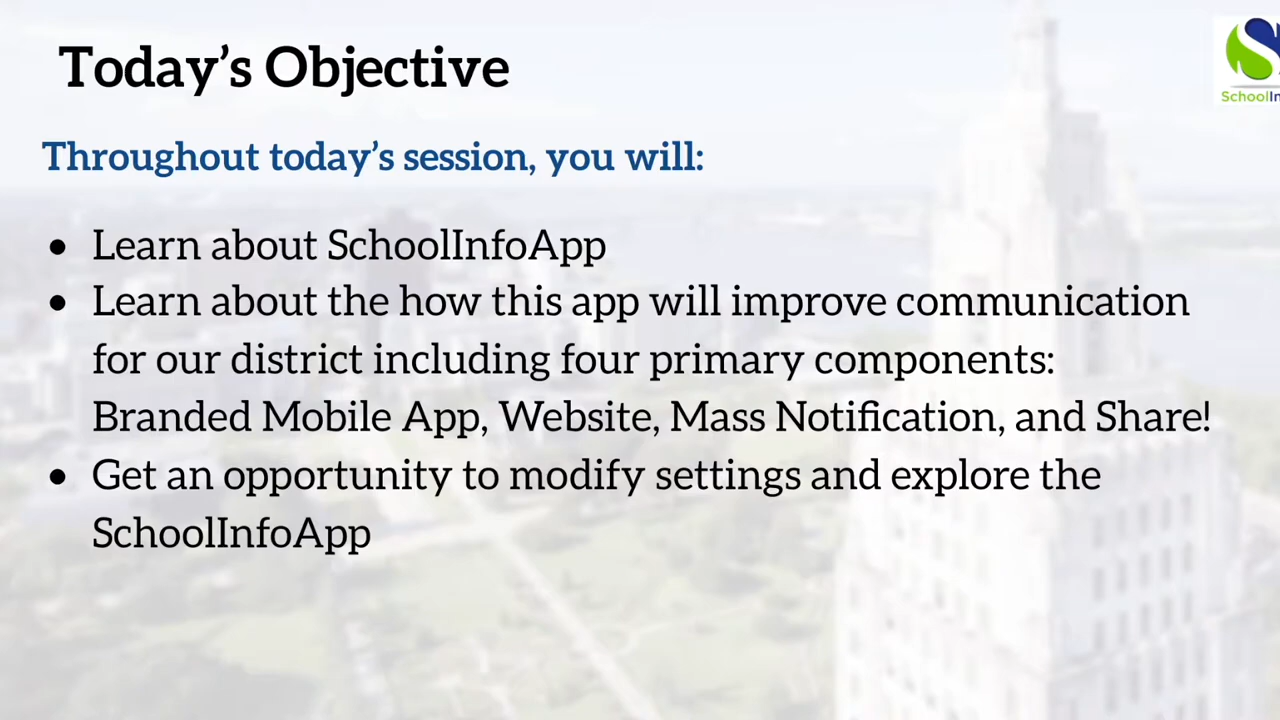 Today's Objective
Throughout today's session, you will:
• Learn about SchoolInfoApp
• Learn about the how this app will improve communication
for our district including four primary components:
Branded Mobile App, Website, Mass Notification, and Share!
• Get an opportunity to modify settings and explore the
SchoolInfoApp